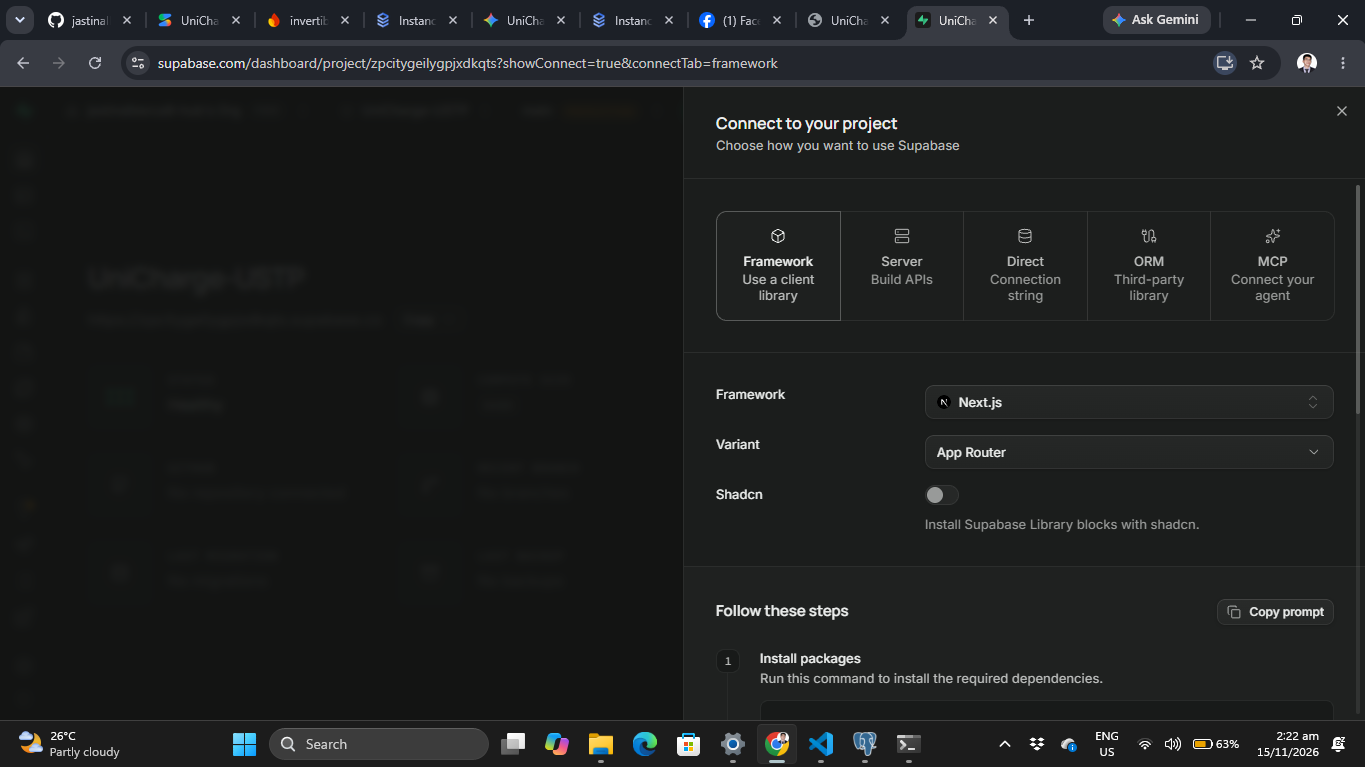 jastinal
UniCha
invertib
Instanc
UniCha
Instanc
(1) Fac
UniCha
UniCha
Ask Gemini
supabase.com/dashboard/project/zpcitygeilygpjxdkqts?showConnect=true&connectTab=framework
UniCharge-USTP
Connect to your project
Choose how you want to use Supabase
Framework
Use a client
library
Server
Build APIs
Direct
Connection
string
ORM
Third-party
library
MCP
Connect your
agent
Framework
Next.js
Variant
App Router
Shadcn
Install Supabase Library blocks with shadcn.
Follow these steps
Copy prompt
1
Install packages
Run this command to install the required dependencies.
26°C
Partly cloudy
Search
ENG
US
63%
2:22 am
15/11/2026